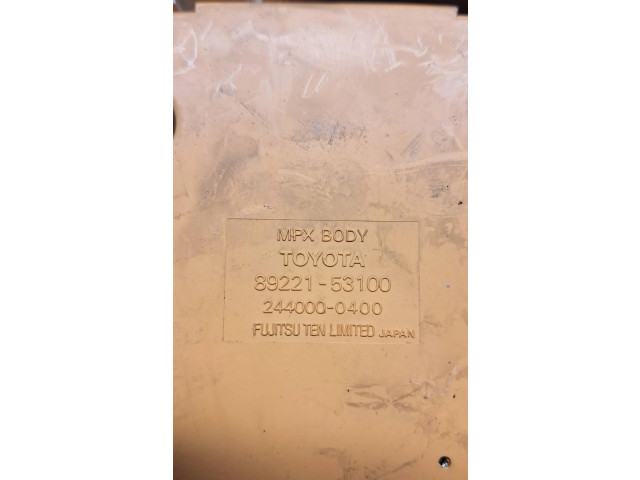 MPX BODY
TOYOTA
89221-53100
244000-0400
FUJITSU TEN LIMITED JAPAN